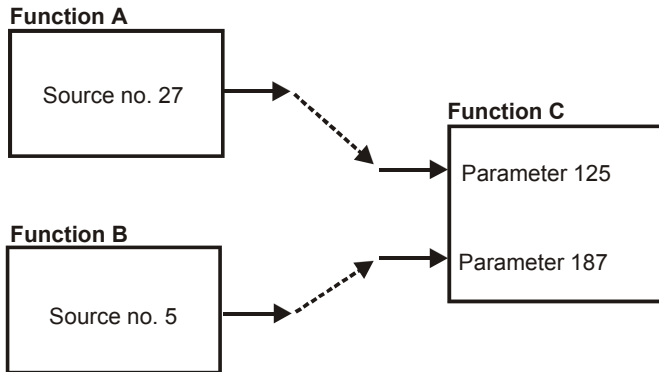 Function A
Source no. 27
Function C
Parameter 125
Function B
Parameter 187
Source no. 5